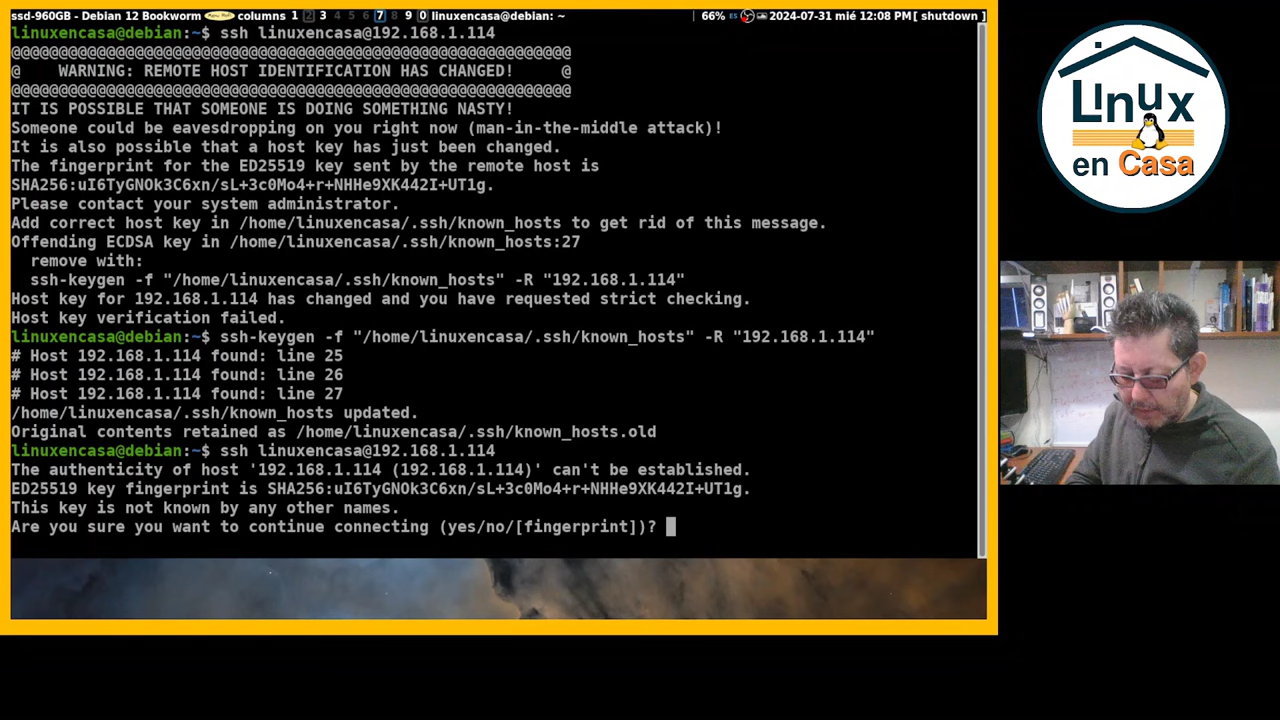 ssd-960GB - Debian 12 Bookworm columns 1 2 3 4 5 6 7 8 9 0 linuxencasa@debian: ~ 66% ES 2024-07-31 mié 12:08 PM[ shutdown ]
linuxencasa@debian:~$ ssh linuxencasa@192.168.1.114
@@@@@@@@@@@@@@@@@@@@@@@@@@@@@@@@@@@@@@@@@@@@@@@@@@@@@@@@@@@
@    WARNING: REMOTE HOST IDENTIFICATION HAS CHANGED!     @
@@@@@@@@@@@@@@@@@@@@@@@@@@@@@@@@@@@@@@@@@@@@@@@@@@@@@@@@@@@
IT IS POSSIBLE THAT SOMEONE IS DOING SOMETHING NASTY!
Someone could be eavesdropping on you right now (man-in-the-middle attack)!
It is also possible that a host key has just been changed.
The fingerprint for the ED25519 key sent by the remote host is
SHA256:uI6TyGNOk3C6xn/sL+3c0Mo4+r+NHHe9XK442I+UT1g.
Please contact your system administrator.
Add correct host key in /home/linuxencasa/.ssh/known_hosts to get rid of this message.
Offending ECDSA key in /home/linuxencasa/.ssh/known_hosts:27
  remove with:
  ssh-keygen -f "/home/linuxencasa/.ssh/known_hosts" -R "192.168.1.114"
Host key for 192.168.1.114 has changed and you have requested strict checking.
Host key verification failed.
linuxencasa@debian:~$ ssh-keygen -f "/home/linuxencasa/.ssh/known_hosts" -R "192.168.1.114"
# Host 192.168.1.114 found: line 25
# Host 192.168.1.114 found: line 26
# Host 192.168.1.114 found: line 27
/home/linuxencasa/.ssh/known_hosts updated.
Original contents retained as /home/linuxencasa/.ssh/known_hosts.old
linuxencasa@debian:~$ ssh linuxencasa@192.168.1.114
The authenticity of host '192.168.1.114 (192.168.1.114)' can't be established.
ED25519 key fingerprint is SHA256:uI6TyGNOk3C6xn/sL+3c0Mo4+r+NHHe9XK442I+UT1g.
This key is not known by any other names.
Are you sure you want to continue connecting (yes/no/[fingerprint])?
Linux
en Casa